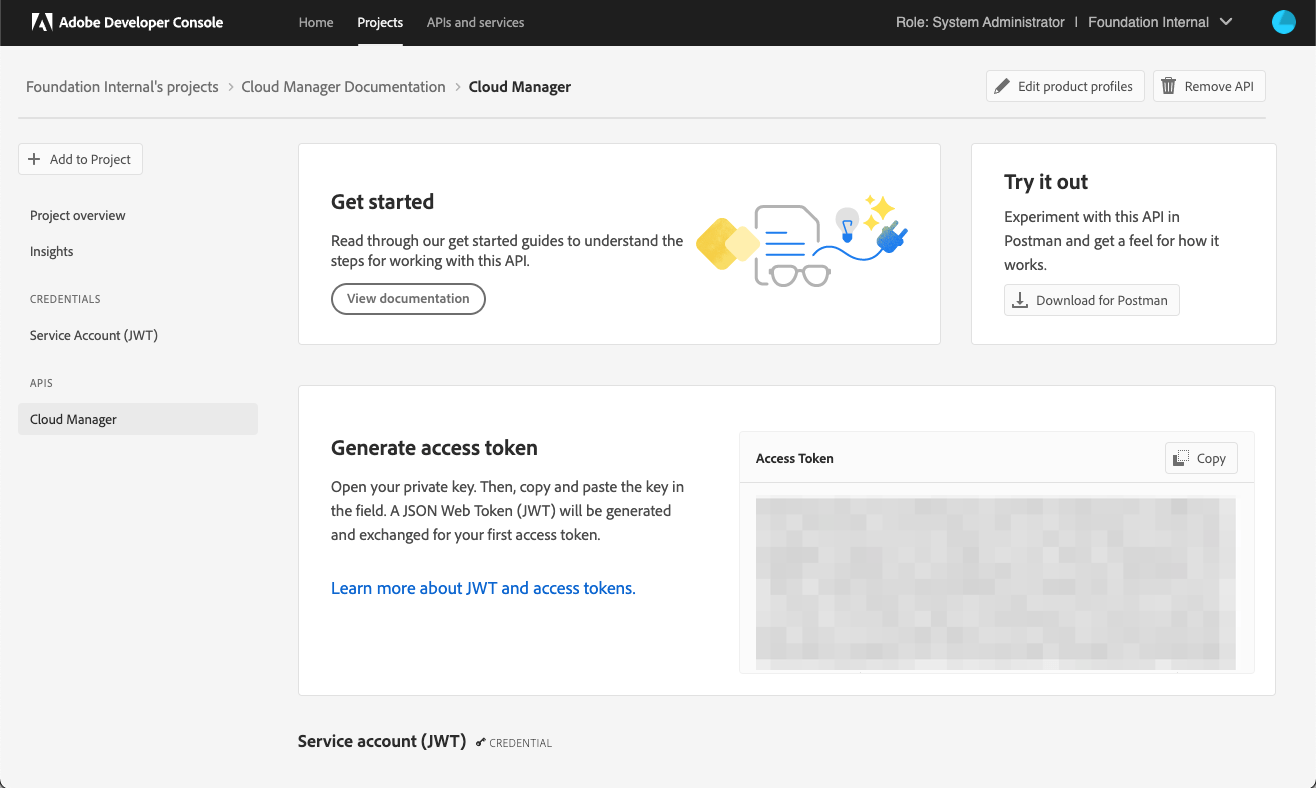 Adobe Developer Console
Home
Projects
APIs and services
Role: System Administrator | Foundation Internal
Foundation Internal's projects > Cloud Manager Documentation > Cloud Manager
Edit product profiles
Remove API
+ Add to Project
Project overview
Insights
CREDENTIALS
Service Account (JWT)
APIS
Cloud Manager
Get started
Read through our get started guides to understand the
steps for working with this API.
View documentation
Try it out
Experiment with this API in
Postman and get a feel for how it
works.
Download for Postman
Generate access token
Open your private key. Then, copy and paste the key in
the field. A JSON Web Token (JWT) will be generated
and exchanged for your first access token.
Learn more about JWT and access tokens.
Access Token
Copy
Service account (JWT)
CREDENTIAL